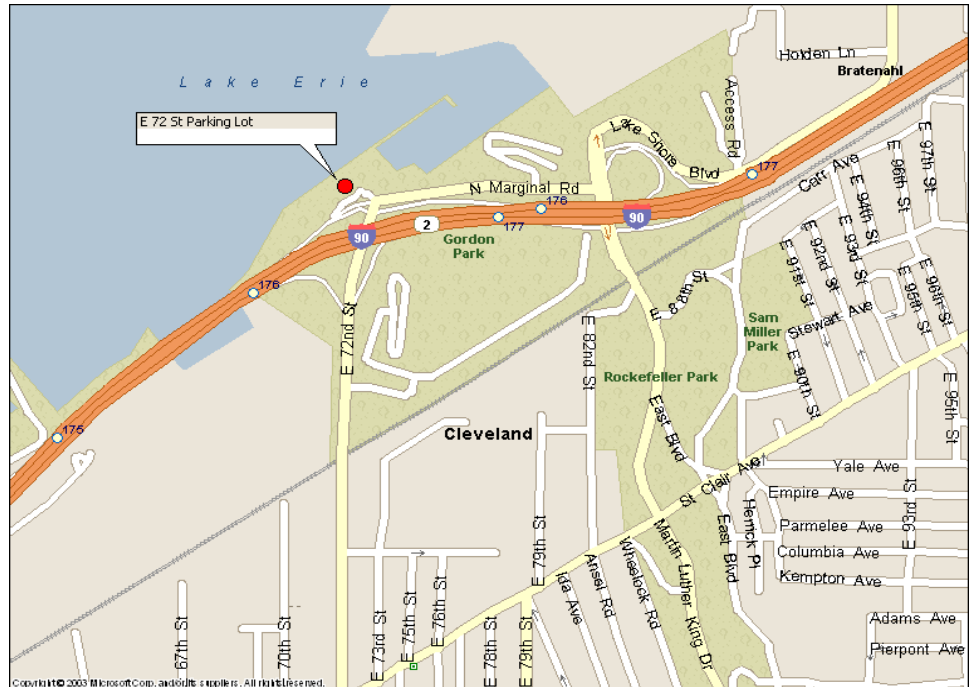 Holden Ln
Bratenahl
Lake Erie
E 72 St Parking Lot
Access Rd
Lake Shore Blvd
177
E 97th St
Carr Ave
E 96th St
E 94th St
N Marginal Rd
176
90
90
2
177
Gordon Park
E 93rd St
E 92nd St
E 91st St
E 88th St
E 95th St
E 96th St
176
Sam Miller Park
Stewart Ave
E 72nd St
E 82nd St
Rockefeller Park
E 90th St
E 95th St
175
Cleveland
East Blvd
St Clair Ave
Yale Ave
Empire Ave
E 93rd St
Herrick Pl
Parmelee Ave
East Blvd
Columbia Ave
Kempton Ave
E 79th St
Martin Luther King Dr
Wheelock Rd
Ansel Rd
Ida Ave
Adams Ave
Pierpont Ave
67th St
70th St
E 73rd St
E 75th St
E 76th St
E 78th St
E 79th St
Copyright © 2003 Microsoft Corp. and/or its suppliers. All rights reserved.